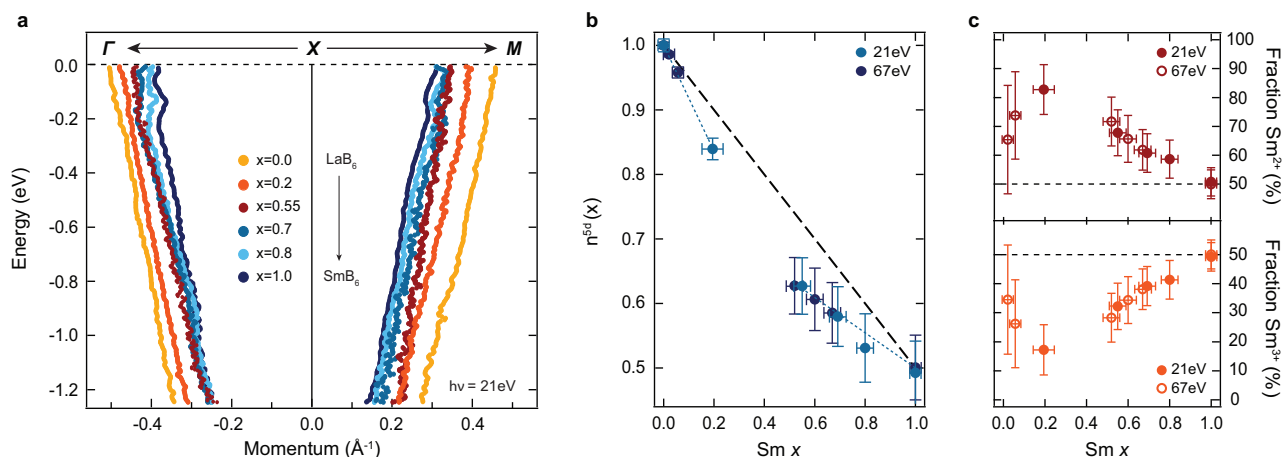 a
Γ X M
0.0
-0.2
-0.4
-0.6
-0.8
-1.0
-1.2
Energy (eV)
x=0.0
x=0.2
x=0.55
x=0.7
x=0.8
x=1.0
LaB₆
SmB₆
hν = 21eV
-0.4 -0.2 0.0 0.2 0.4
Momentum (Å⁻¹)
b
21eV
67eV
1.0
0.9
0.8
0.7
0.6
0.5
n⁵ᵈ(x)
0.0 0.2 0.4 0.6 0.8 1.0
Sm x
c
21eV
67eV
100
90
80
70
60
50
Fraction Sm²⁺ (%)
50
40
30
20
10
0
Fraction Sm³⁺ (%)
21eV
67eV
0.0 0.2 0.4 0.6 0.8 1.0
Sm x